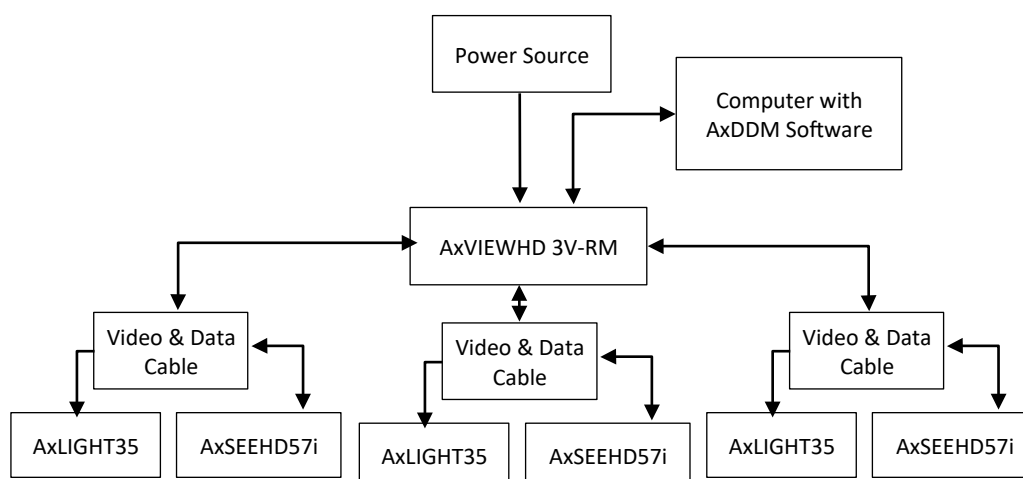 Power Source
Computer with
AxDDM Software
AxVIEWHD 3V-RM
Video & Data
Cable
Video & Data
Cable
Video & Data
Cable
AxLIGHT35
AxSEEHD57i
AxLIGHT35
AxSEEHD57i
AxLIGHT35
AxSEEHD57i